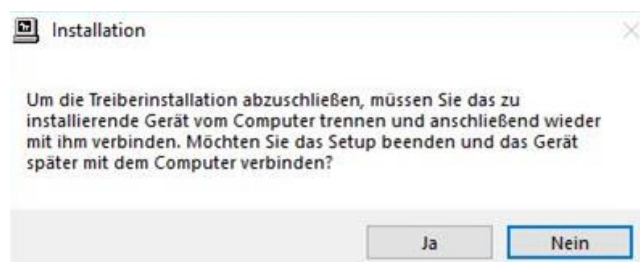 Installation
Um die Treiberinstallation abzuschließen, müssen Sie das zu
installierende Gerät vom Computer trennen und anschließend wieder
mit ihm verbinden. Möchten Sie das Setup beenden und das Gerät
später mit dem Computer verbinden?
Ja
Nein